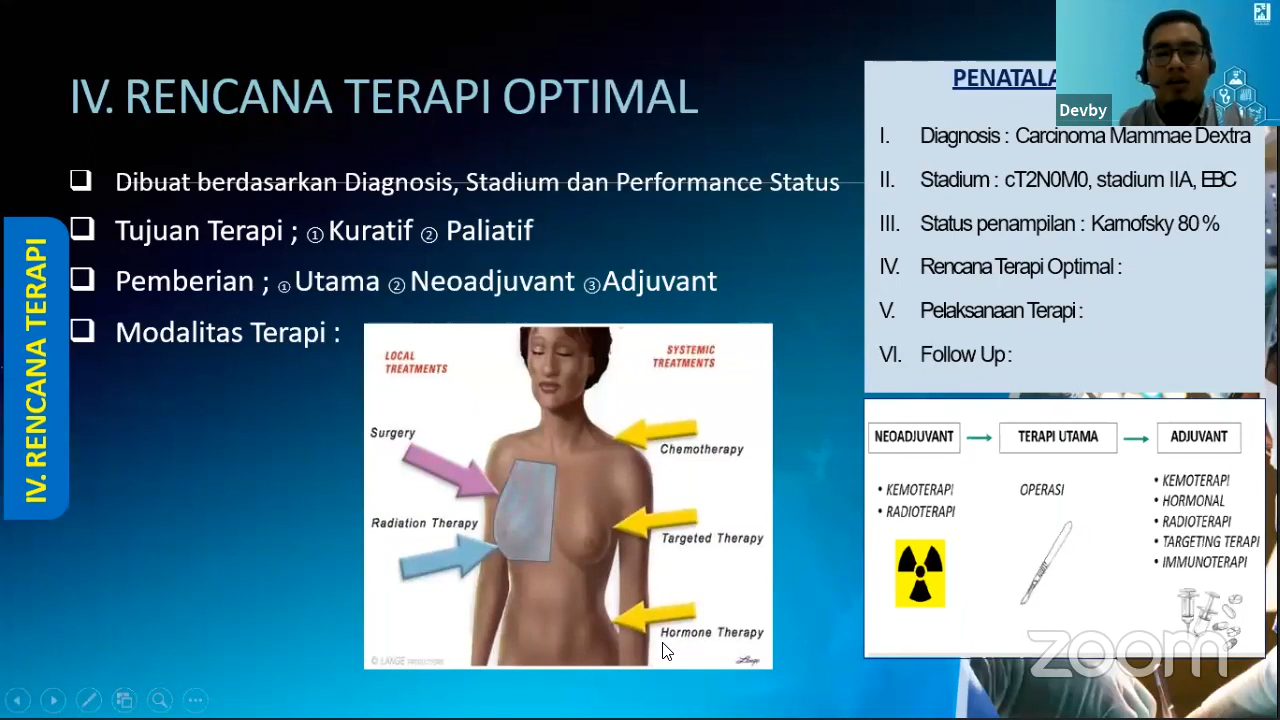 IV. RENCANA TERAPI OPTIMAL
Dibuat berdasarkan Diagnosis, Stadium dan Performance Status
Tujuan Terapi ; ① Kuratif ② Paliatif
Pemberian ; ① Utama ② Neoadjuvant ③ Adjuvant
Modalitas Terapi :
IV. RENCANA TERAPI
LOCAL
TREATMENTS
SYSTEMIC
TREATMENTS
Surgery
Chemotherapy
Radiation Therapy
Targeted Therapy
Hormone Therapy
© LANGE PRODUCTIONS
Lange
Devby
I. Diagnosis : Carcinoma Mammae Dextra
II. Stadium : cT2N0M0, stadium IIA, EBC
III. Status penampilan : Karnofsky 80 %
IV. Rencana Terapi Optimal :
V. Pelaksanaan Terapi :
VI. Follow Up :
NEOADJUVANT
TERAPI UTAMA
ADJUVANT
• KEMOTERAPI
• RADIOTERAPI
OPERASI
• KEMOTERAPI
• HORMONAL
• RADIOTERAPI
• TARGETING TERAPI
• IMMUNOTERAPI
zoom